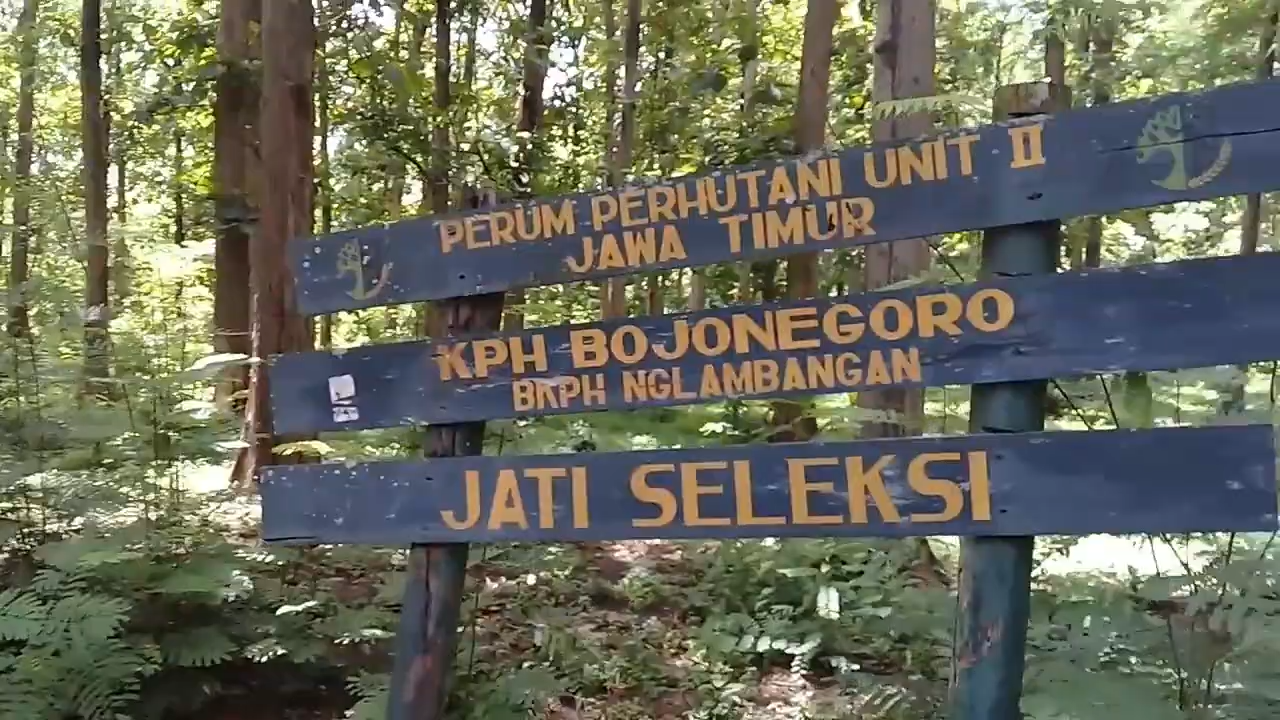 PERUM PERHUTANI UNIT II
JAWA TIMUR
KPH BOJONEGORO
BKPH NGLAMBANGAN
JATI SELEKSI